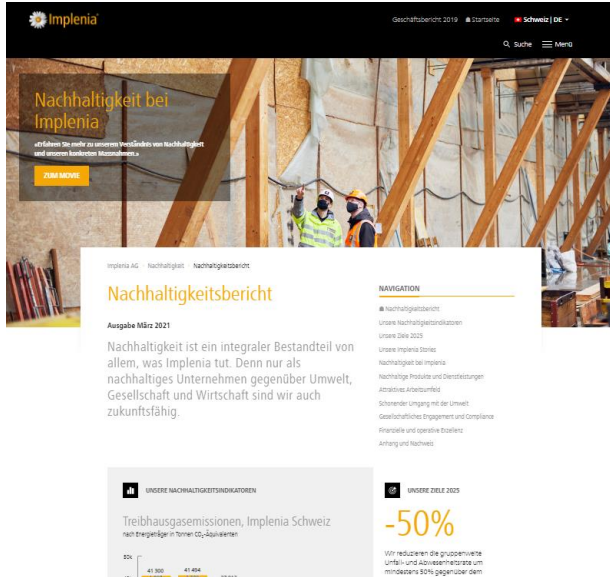 Implenia
Geschäftsbericht 2019 Startseite Schweiz | DE
Suche Menü
Nachhaltigkeit bei
Implenia
«Erfahren Sie mehr zu unserem Verständnis von Nachhaltigkeit
und unseren konkreten Massnahmen.»
ZUM MOVIE
Implenia AG Nachhaltigkeit Nachhaltigkeitsbericht
Nachhaltigkeitsbericht
Ausgabe März 2021
Nachhaltigkeit ist ein integraler Bestandteil von
allem, was Implenia tut. Denn nur als
nachhaltiges Unternehmen gegenüber Umwelt,
Gesellschaft und Wirtschaft sind wir auch
zukunftsfähig.
NAVIGATION
Nachhaltigkeitsbericht
Unsere Nachhaltigkeitsindikatoren
Unsere Ziele 2025
Unsere Implenia Stories
Nachhaltigkeit bei Implenia
Nachhaltige Produkte und Dienstleistungen
Attraktives Arbeitsumfeld
Schonender Umgang mit der Umwelt
Gesellschaftliches Engagement und Compliance
Finanzielle und operative Exzellenz
Anhang und Nachweis
UNSERE NACHHALTIGKEITSINDIKATOREN
Treibhausgasemissionen, Implenia Schweiz
nach Energieträger in Tonnen CO₂-Äquivalenten
41 300 41 494
UNSERE ZIELE 2025
-50%
Wir reduzieren die gruppenweite
Unfall- und Abwesenheitsrate um
mindestens 50% gegenüber dem